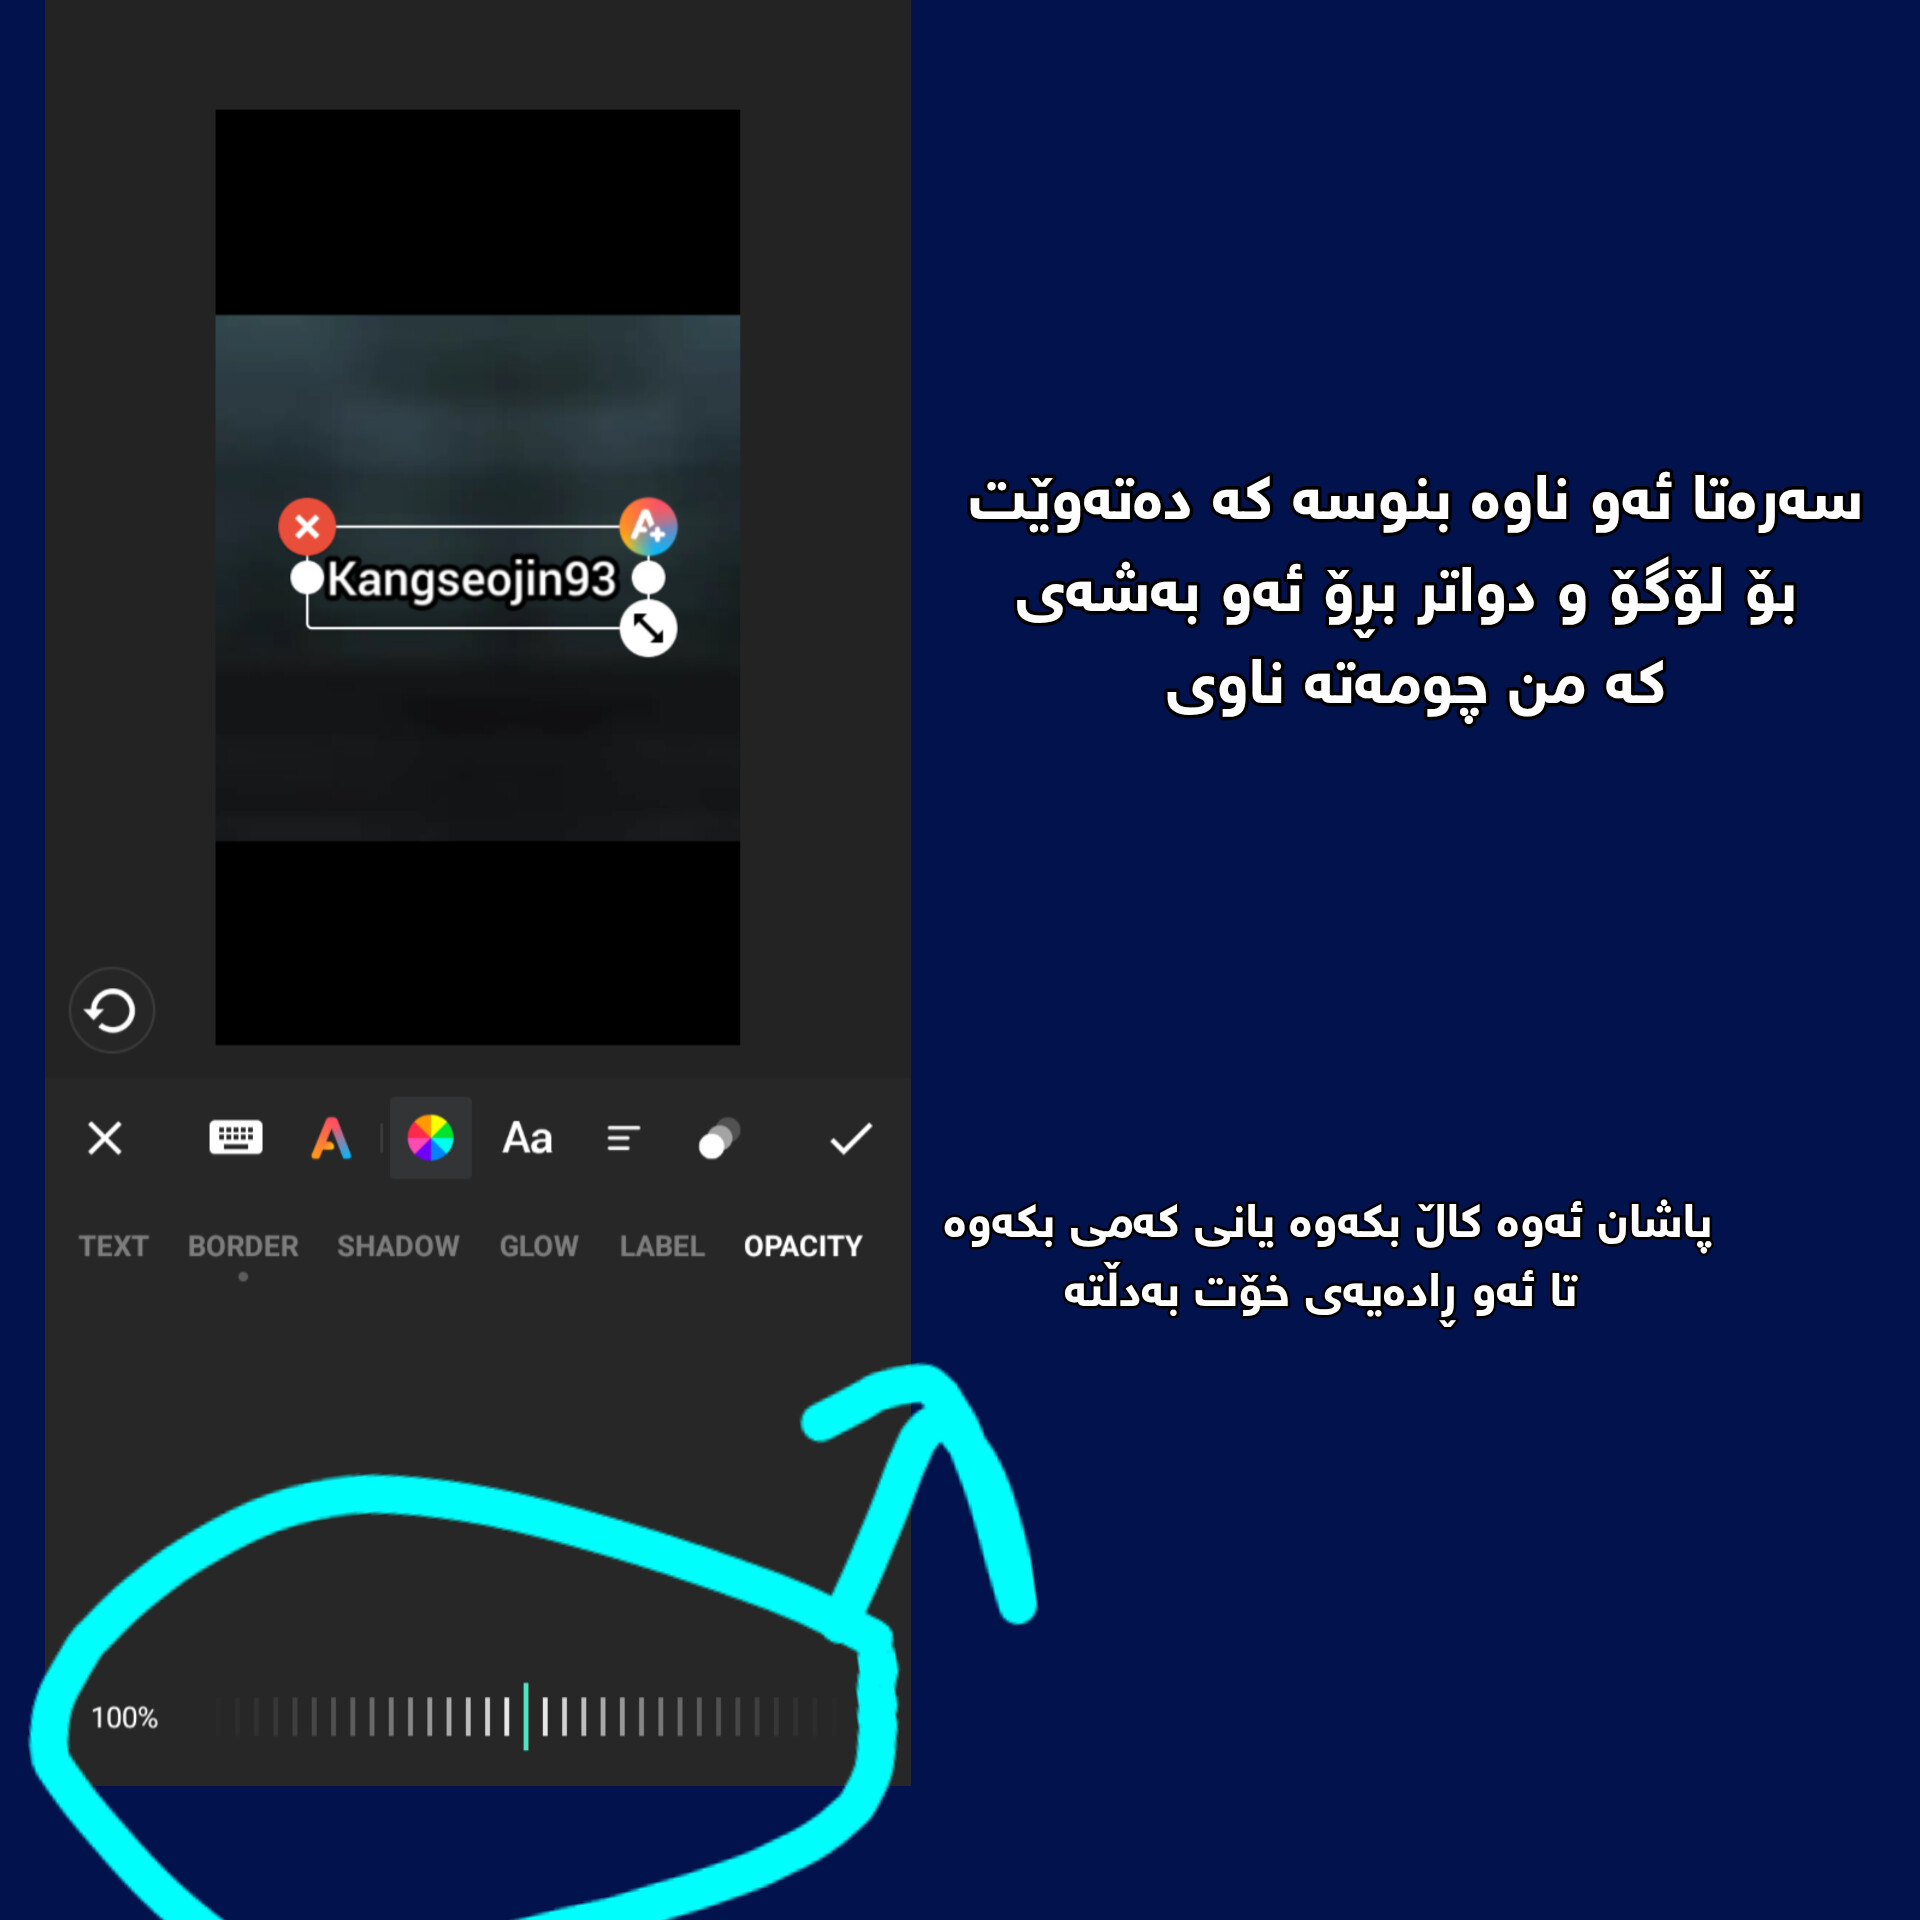 سەرەتا ئەو ناوە بنوسە کە دەتەوێت
بۆ لۆگۆ و دواتر بڕۆ ئەو بەشەی
کە من چومەتە ناوی
Kangseojin93
Aa
TEXT BORDER SHADOW GLOW LABEL OPACITY
پاشان ئەوە کاڵ بکەوە یانی کەمی بکەوە
تا ئەو ڕادەیەی خۆت بەدڵتە
100%